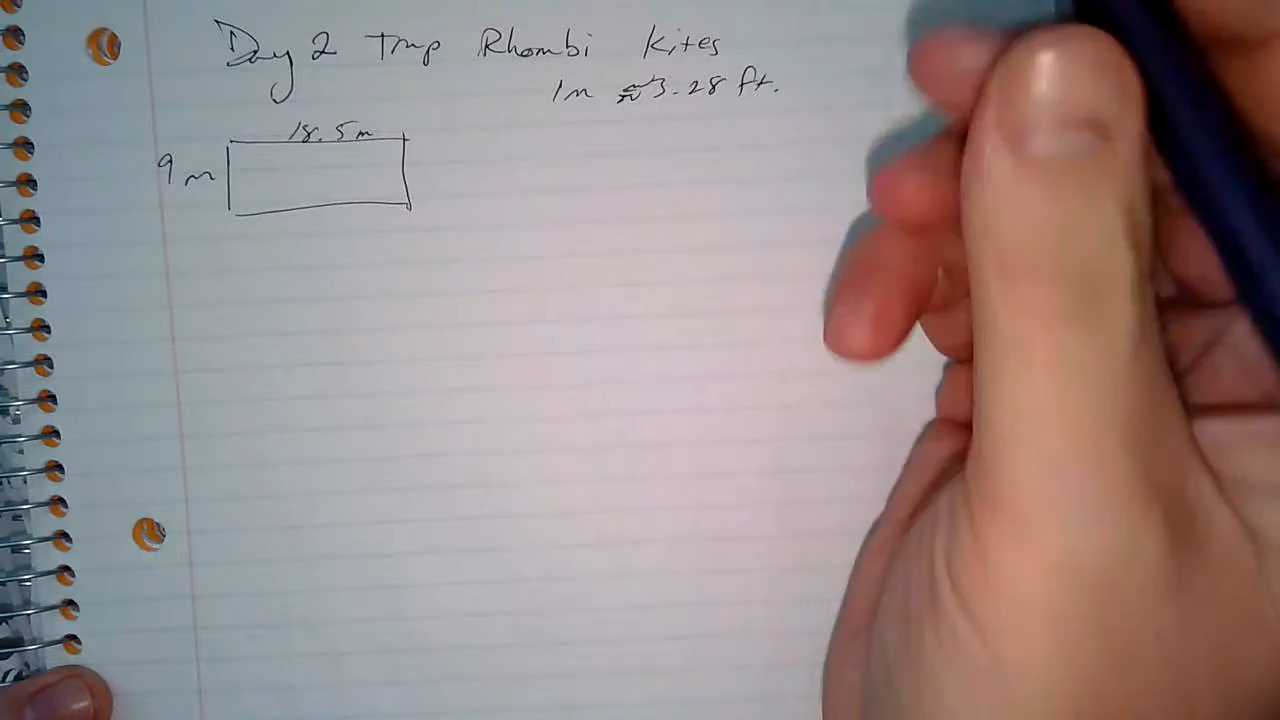 Day 2 Trap Rhombi Kites
1m ≈ 3.28 ft.
18.5m
9m